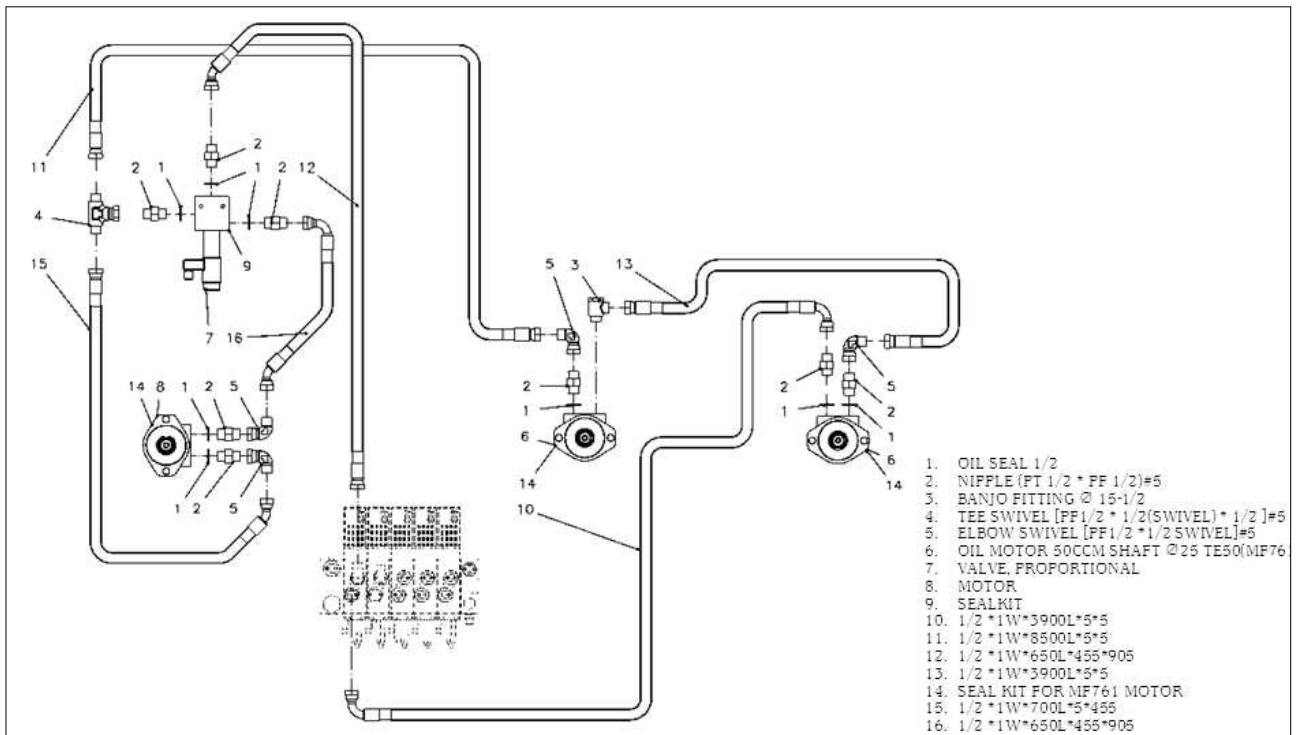 2
11
2
1
1
2
12
4
15
9
7
16
5
3
13
14
8
1
2
5
2
1
2
5
1
2
1
2
5
6
14
1
6
14
10
1. OIL SEAL 1/2
2. NIPPLE (PT 1/2 * PF 1/2)#5
3. BANJO FITTING Ø 15-1/2
4. TEE SWIVEL [PF1/2 * 1/2(SWIVEL) * 1/2 ]#5
5. ELBOW SWIVEL [PF1/2 *1/2 SWIVEL]#5
6. OIL MOTOR 50CCM SHAFT Ø25 TE50(MF76
7. VALVE, PROPORTIONAL
8. MOTOR
9. SEALKIT
10. 1/2 *1W*3900L*5*5
11. 1/2 *1W*8500L*5*5
12. 1/2 *1W*650L*455*905
13. 1/2 *1W*3900L*5*5
14. SEAL KIT FOR MF761 MOTOR
15. 1/2 *1W*700L*5*455
16. 1/2 *1W*650L*455*905